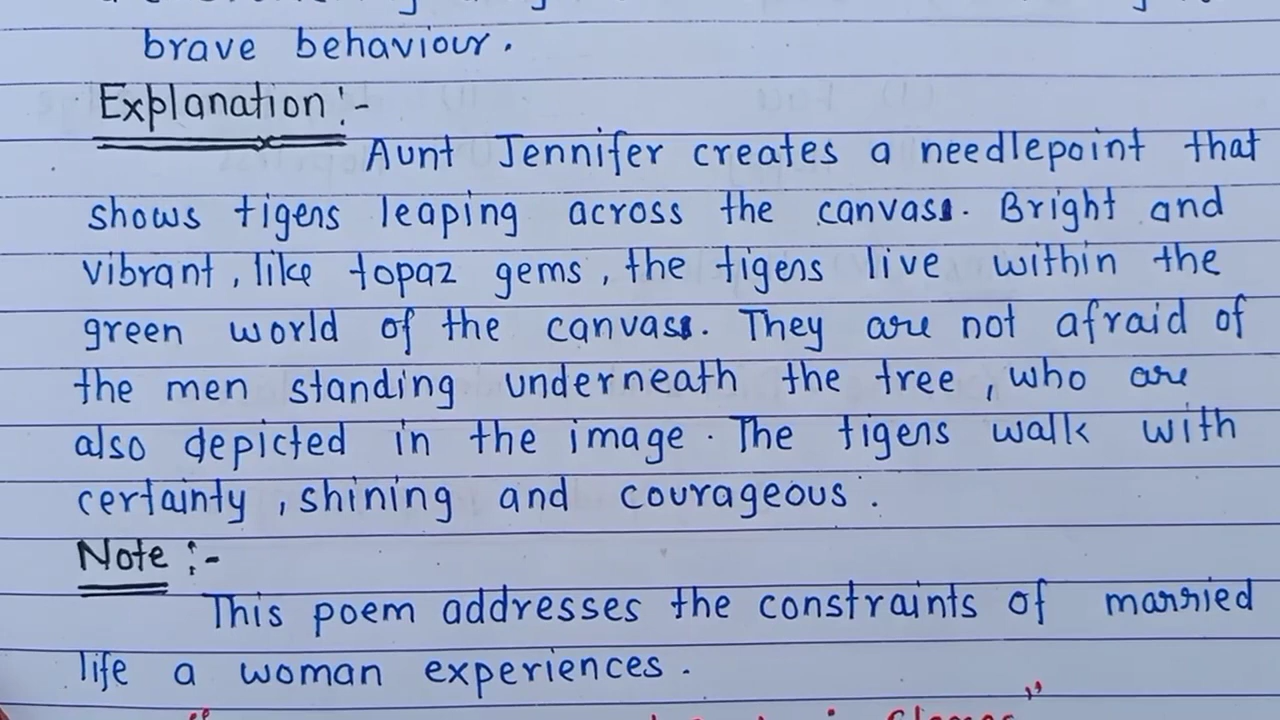 brave behaviour.
Explanation:-
Aunt Jennifer creates a needlepoint that
shows tigers leaping across the canvas. Bright and
vibrant, like topaz gems, the tigers live within the
green world of the canvas. They are not afraid of
the men standing underneath the tree, who are
also depicted in the image. The tigers walk with
certainty, shining and courageous.
Note:-
This poem addresses the constraints of married
life a woman experiences.